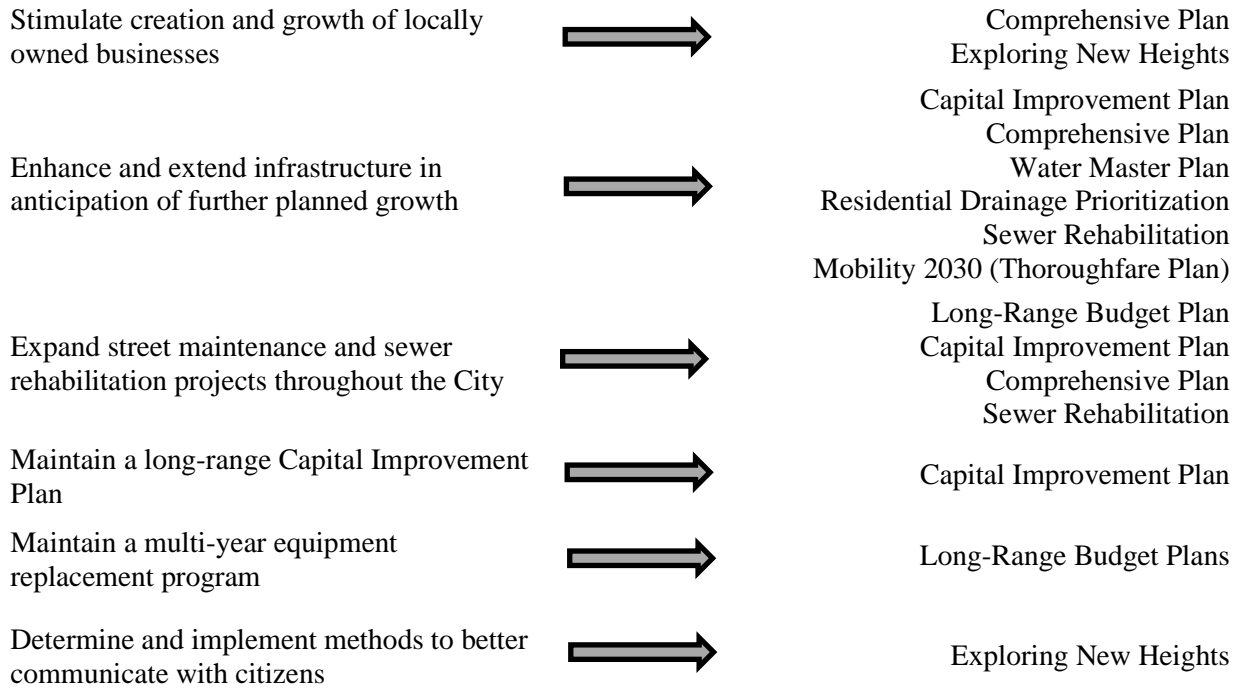 Stimulate creation and growth of locally
owned businesses
Comprehensive Plan
Exploring New Heights
Enhance and extend infrastructure in
anticipation of further planned growth
Capital Improvement Plan
Comprehensive Plan
Water Master Plan
Residential Drainage Prioritization
Sewer Rehabilitation
Mobility 2030 (Thoroughfare Plan)
Expand street maintenance and sewer
rehabilitation projects throughout the City
Long-Range Budget Plan
Capital Improvement Plan
Comprehensive Plan
Sewer Rehabilitation
Maintain a long-range Capital Improvement
Plan
Capital Improvement Plan
Maintain a multi-year equipment
replacement program
Long-Range Budget Plans
Determine and implement methods to better
communicate with citizens
Exploring New Heights